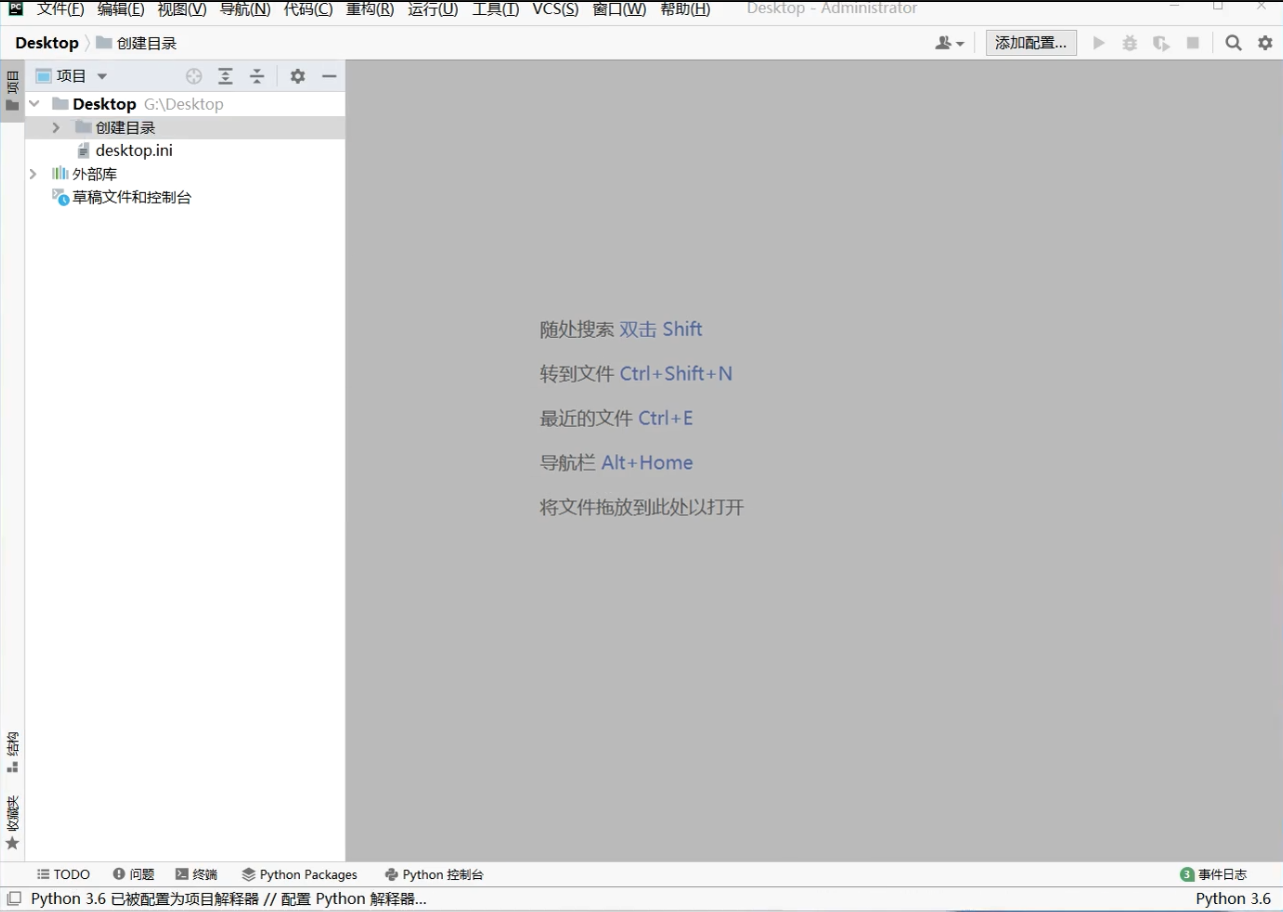 PC 文件(F) 编辑(E) 视图(V) 导航(N) 代码(C) 重构(R) 运行(U) 工具(T) VCS(S) 窗口(W) 帮助(H) Desktop - Administrator
Desktop 创建目录 添加配置...
项目
项目
Desktop G:\Desktop
创建目录
desktop.ini
外部库
草稿文件和控制台
随处搜索 双击 Shift
转到文件 Ctrl+Shift+N
最近的文件 Ctrl+E
导航栏 Alt+Home
将文件拖放到此处以打开
结构
收藏夹
TODO 问题 终端 Python Packages Python 控制台 3 事件日志
Python 3.6 已被配置为项目解释器 // 配置 Python 解释器... Python 3.6